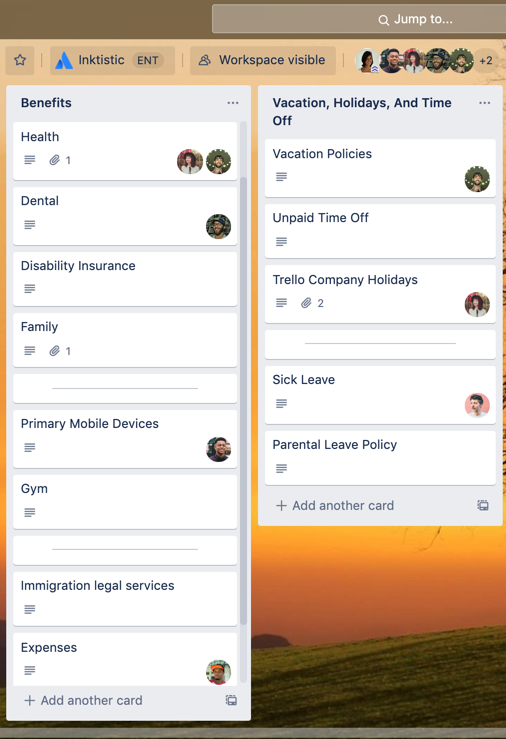 Jump to...
Inktistic ENT
Workspace visible
+2
Benefits
Health
1
Dental
Disability Insurance
Family
1
Primary Mobile Devices
Gym
Immigration legal services
Expenses
+ Add another card
Vacation, Holidays, And Time
Off
Vacation Policies
Unpaid Time Off
Trello Company Holidays
2
Sick Leave
Parental Leave Policy
+ Add another card